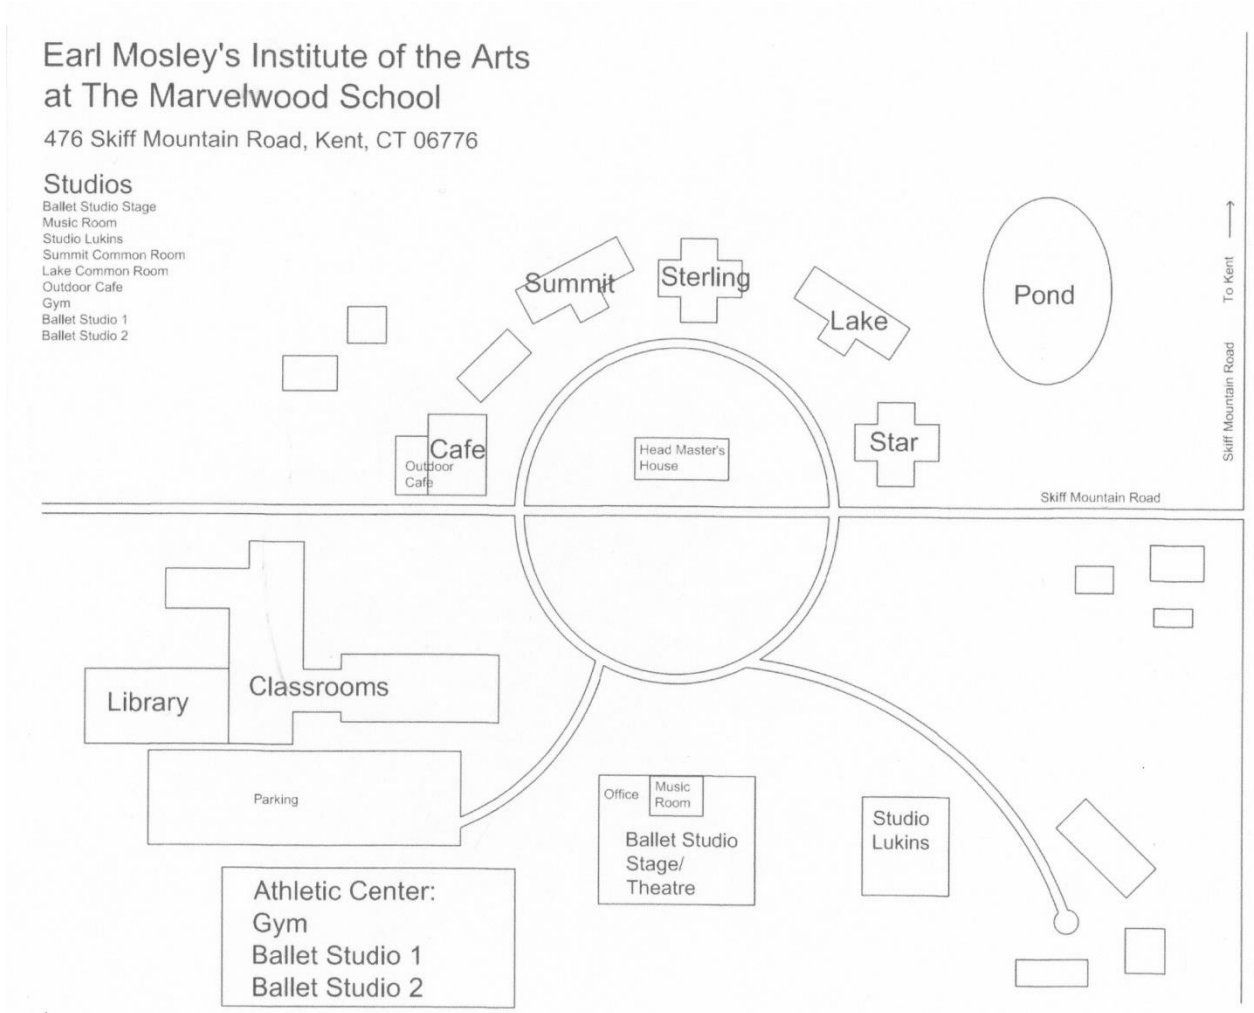 Earl Mosley's Institute of the Arts
at The Marvelwood School
476 Skiff Mountain Road, Kent, CT 06776
Studios
Ballet Studio Stage
Music Room
Studio Lukins
Summit Common Room
Lake Common Room
Outdoor Cafe
Gym
Ballet Studio 1
Ballet Studio 2
Summit
Sterling
Lake
Pond
To Kent
Skiff Mountain Road
Cafe
Outdoor
Cafe
Head Master's
House
Star
Skiff Mountain Road
Library
Classrooms
Parking
Office
Music
Room
Ballet Studio
Stage/
Theatre
Studio
Lukins
Athletic Center:
Gym
Ballet Studio 1
Ballet Studio 2